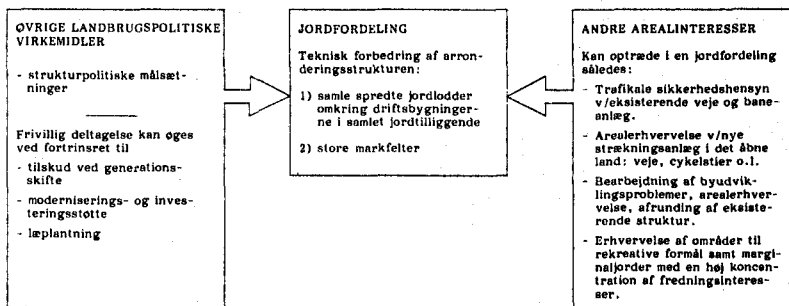 ØVRIGE LANDBRUGSPOLITISKE
VIRKEMIDLER
- strukturpolitiske målsæt-
ninger
Frivillig deltagelse kan øges
ved fortrinsret til
- tilskud ved generations-
skifte
- moderniserings- og inves-
teringsstøtte
- læplantning
JORDFORDELING
Teknisk forbedring af arron-
deringsstrukturen:
1) samle spredte jordlodder
omkring driftsbygninger-
ne i samlet jordtilliggende
2) store markfelter
ANDRE AREALINTERESSER
Kan optræde i en jordfordeling
således:
- Trafikale sikkerhedshensyn
v/eksisterende veje og bane-
anlæg.
- Arealerhvervelse v/nye
strækningsanlæg i det åbne
land: veje, cykelstier o.l.
- Bearbejdning af byudvik-
lingsproblemer, arealerhver-
velse, afrunding af eksiste-
rende struktur.
- Erhvervelse af områder til
rekreative formål samt margi-
naljorder med en høj koncen-
tration af fredningsinteres-
ser.